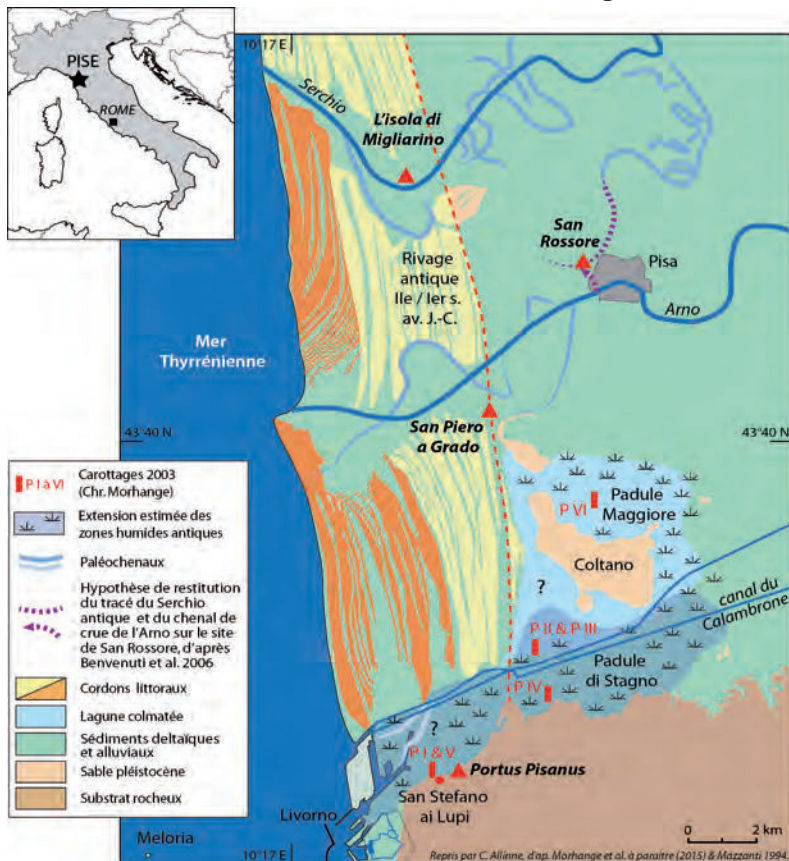 PISE
ROME
10°17 E
Serchio
L'isola di
Migliarino
San
Rossore
Pisa
Rivage
antique
IIe / Ier s.
av. J.-C.
Arno
Mer
Thyrrénienne
San Piero
a Grado
43°40 N
43°40 N
P VI
Padule
Maggiore
Coltano
?
canal du
Calambrone
P II & P III
Padule
di Stagno
P IV
?
P I & V
Portus Pisanus
San Stefano
ai Lupi
Livorno
Meloria
10°17 E
0
2 km
P I à VI
Carottages 2003
(Chr. Morhange)
Extension estimée des
zones humides antiques
Paléochenaux
Hypothèse de restitution
du tracé du Serchio
antique et du chenal de
crue de l'Arno sur le site
de San Rossore, d'après
Benvenuti et al. 2006
Cordons littoraux
Lagune colmatée
Sédiments deltaïques
et alluviaux
Sable pléistocène
Substrat rocheux
Repris par C. Allinne, d'ap. Morhange et al. à paraitre (2015) & Mazzanti 1994